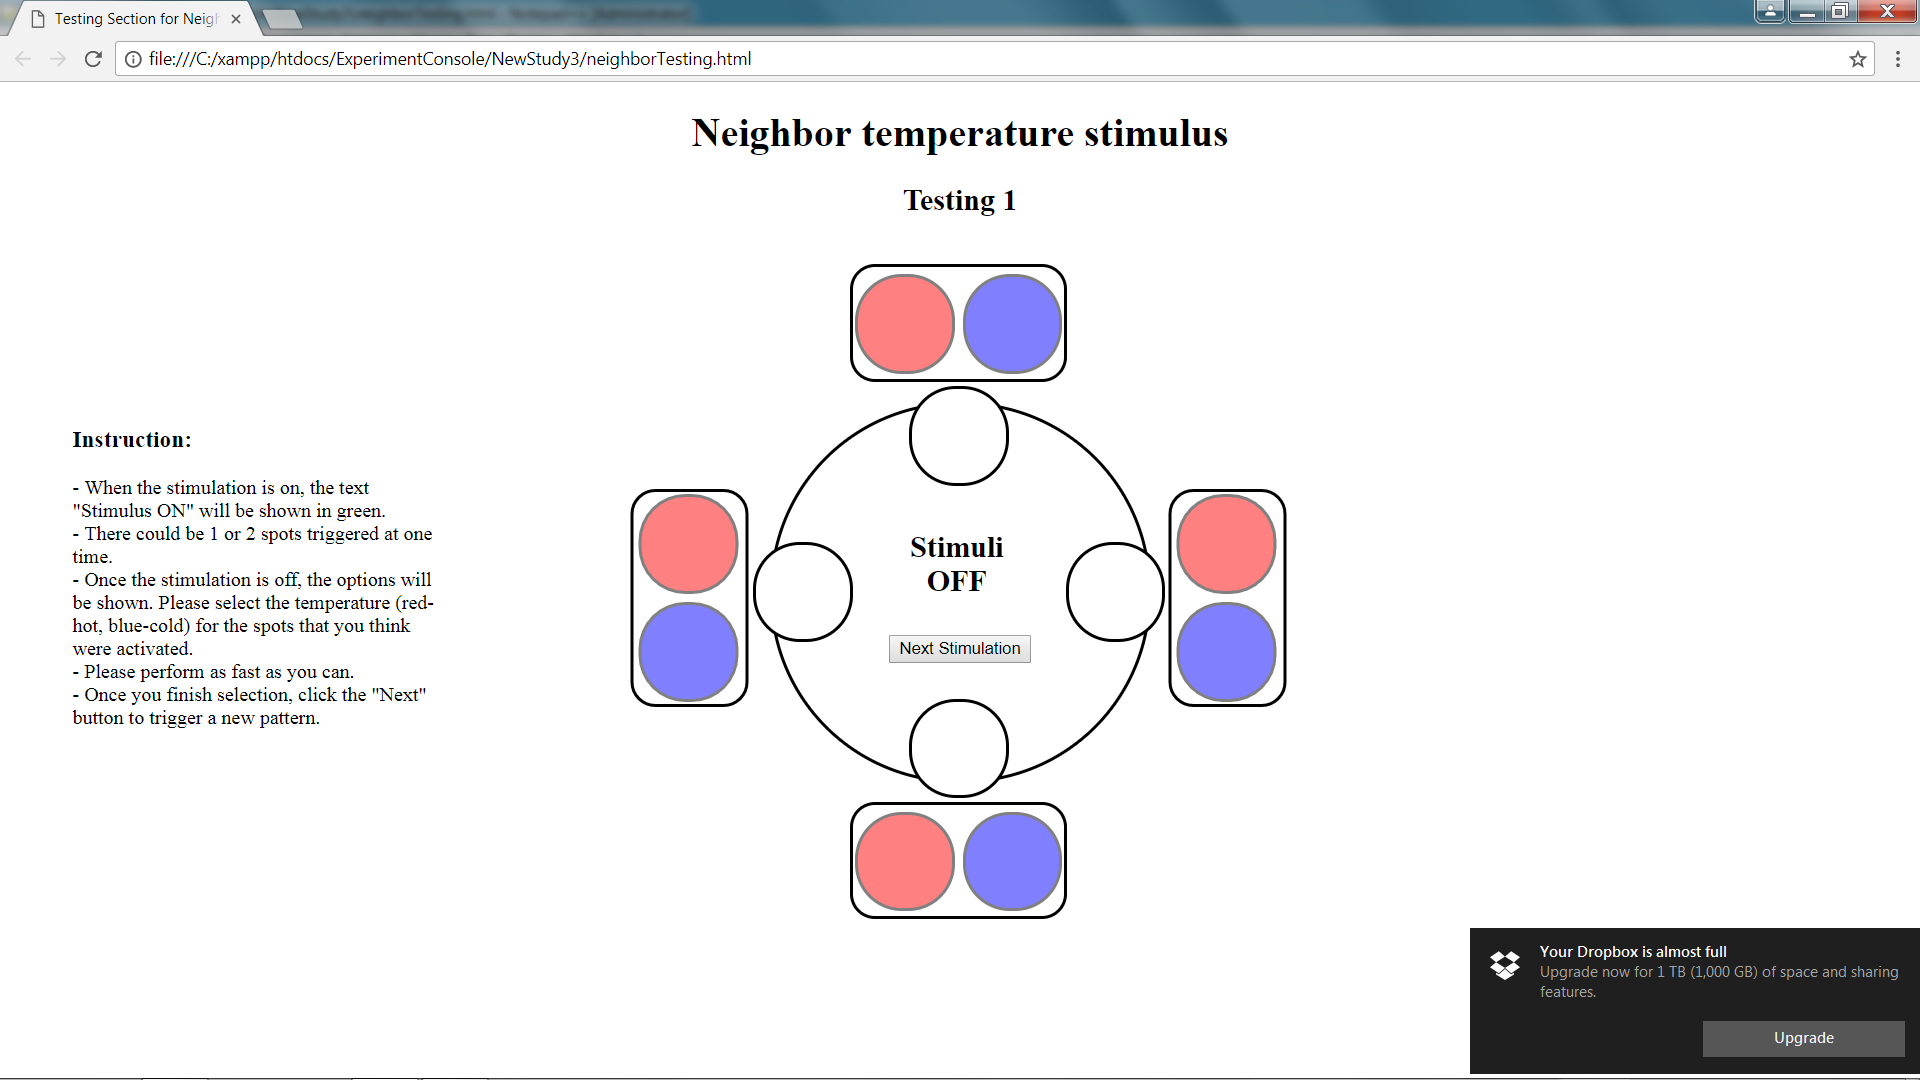 Testing Section for Neigh
file:///C:/xampp/htdocs/ExperimentConsole/NewStudy3/neighborTesting.html
Neighbor temperature stimulus
Testing 1
Instruction:
- When the stimulation is on, the text
"Stimulus ON" will be shown in green.
- There could be 1 or 2 spots triggered at one
time.
- Once the stimulation is off, the options will
be shown. Please select the temperature (red-
hot, blue-cold) for the spots that you think
were activated.
- Please perform as fast as you can.
- Once you finish selection, click the "Next"
button to trigger a new pattern.
Stimuli
OFF
Next Stimulation
Your Dropbox is almost full
Upgrade now for 1 TB (1,000 GB) of space and sharing
features.
Upgrade